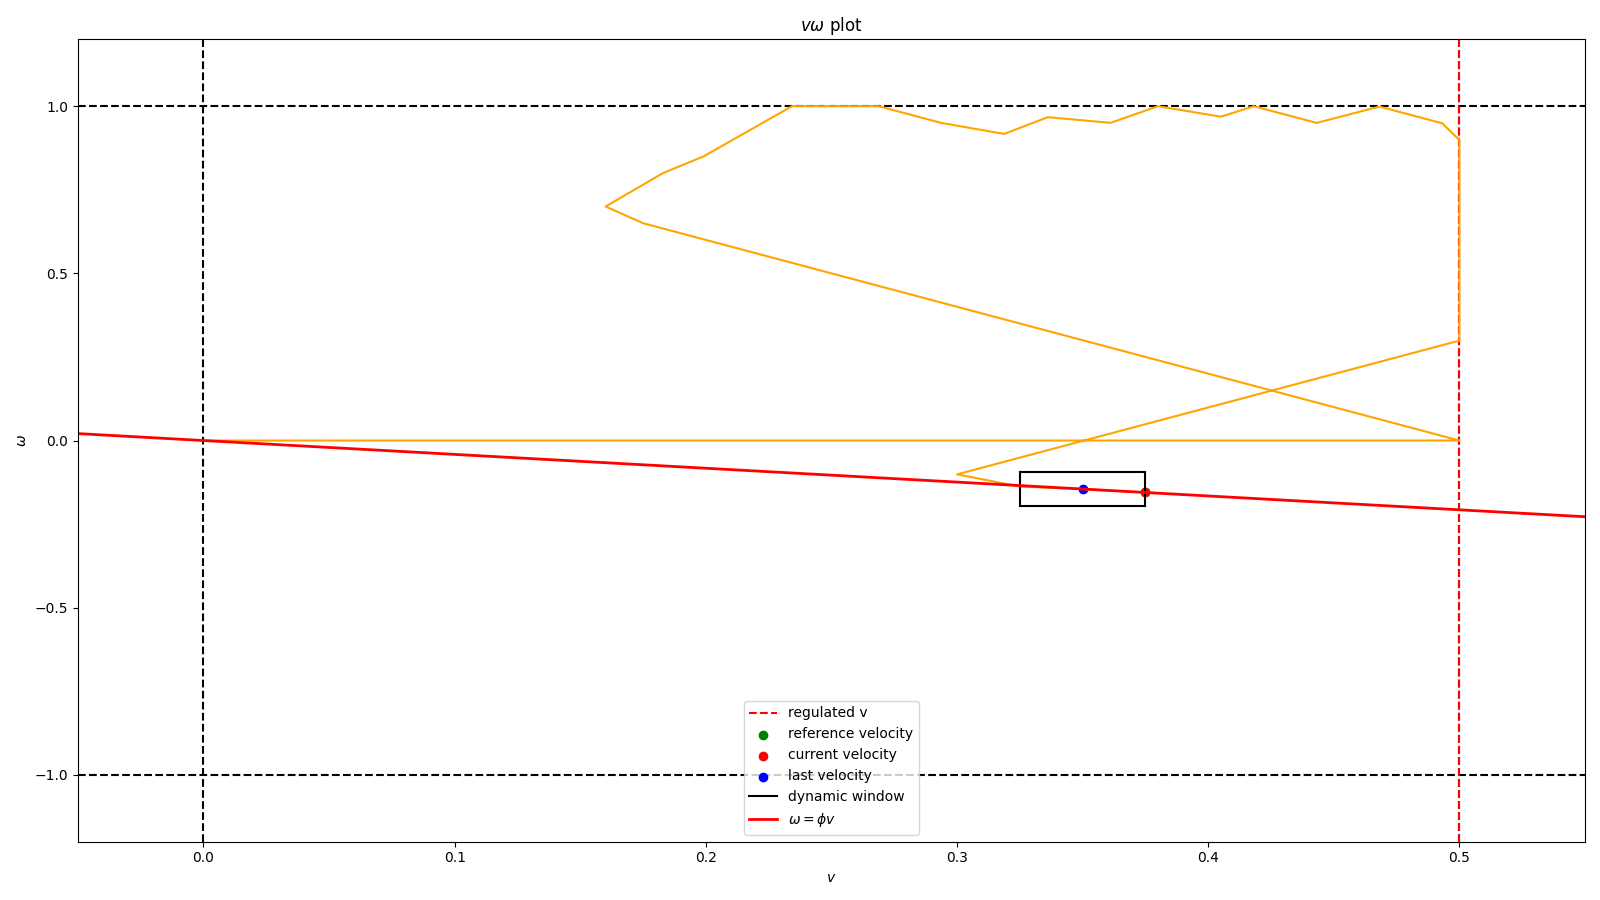 vω plot
1.0
0.5
0.0
−0.5
−1.0
ω
0.0 0.1 0.2 0.3 0.4 0.5
v
regulated v
reference velocity
current velocity
last velocity
dynamic window
ω = ϕv